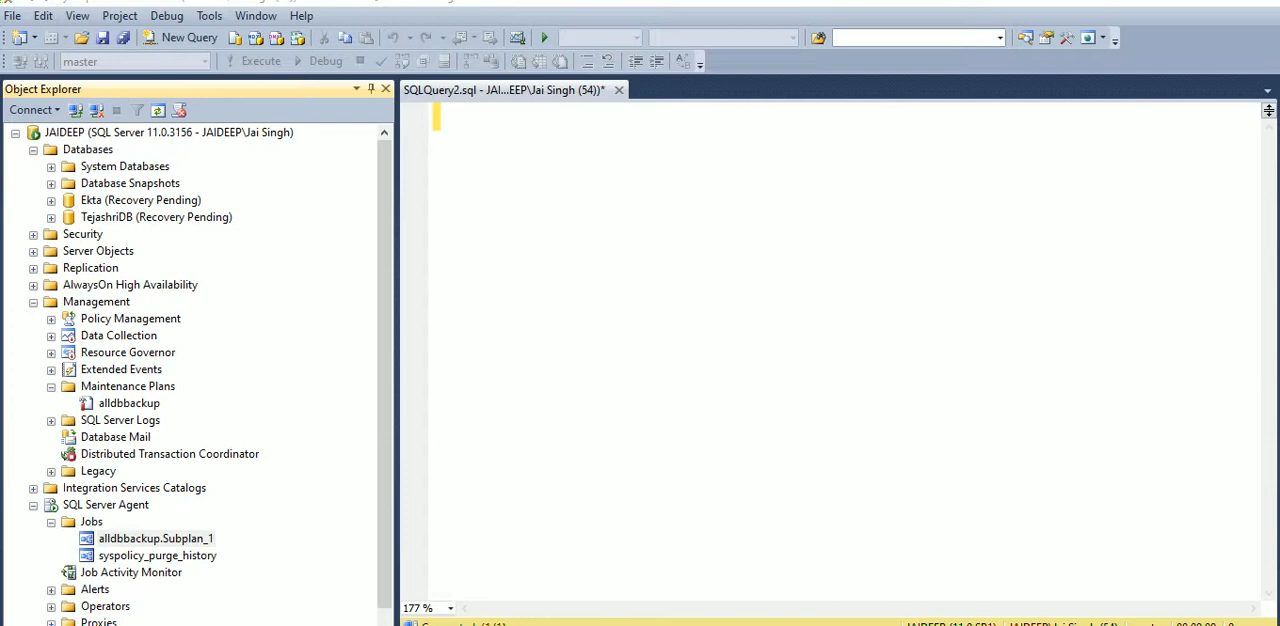 File Edit View Project Debug Tools Window Help
New Query
master Execute Debug
Object Explorer
SQLQuery2.sql - JAI...EEP\Jai Singh (54))*
Connect
JAIDEEP (SQL Server 11.0.3156 - JAIDEEP\Jai Singh)
Databases
System Databases
Database Snapshots
Ekta (Recovery Pending)
TejashriDB (Recovery Pending)
Security
Server Objects
Replication
AlwaysOn High Availability
Management
Policy Management
Data Collection
Resource Governor
Extended Events
Maintenance Plans
alldbbackup
SQL Server Logs
Database Mail
Distributed Transaction Coordinator
Legacy
Integration Services Catalogs
SQL Server Agent
Jobs
alldbbackup.Subplan_1
syspolicy_purge_history
Job Activity Monitor
Alerts
Operators
Proxies
177 %